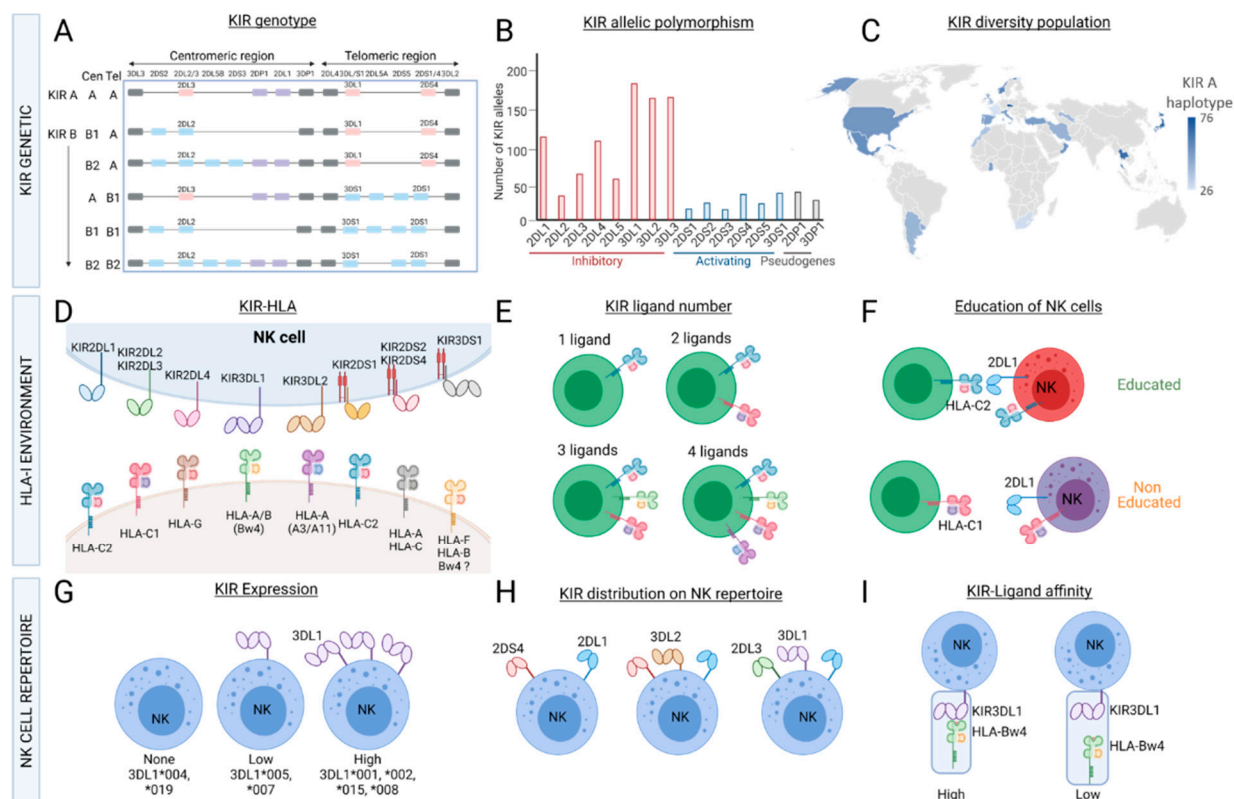 KIR GENETIC
A
KIR genotype
Centromeric region
Telomeric region
Cen Tel
3DL3 2DS2 2DL2/3 2DL5B 2DS3 2DP1 2DL1 3DP1 2DL4 3DL/S1 2DL5A 2DS5 2DS1/4 3DL2
KIR A A A
2DL3 3DL1 2DS4
KIR B B1 A
2DL2 3DL1 2DS4
B2 A
2DL2 3DL1 2DS4
A B1
2DL3 3DS1 2DS1
B1 B1
2DL2 3DS1 2DS1
B2 B2
2DL2 3DS1 2DS1
B
KIR allelic polymorphism
Number of KIR alleles
200
150
100
50
0
2DL1 2DL2 2DL3 2DL4 2DL5 3DL1 3DL2 3DL3 2DS1 2DS2 2DS3 2DS4 2DS5 3DS1 2DP1 3DP1
Inhibitory Activating Pseudogenes
C
KIR diversity population
KIR A
haplotype
76
26
HLA-I ENVIRONMENT
D
KIR-HLA
NK cell
KIR2DL1
KIR2DL2
KIR2DL3
KIR2DL4
KIR3DL1
KIR3DL2
KIR2DS1
KIR2DS2
KIR2DS4
KIR3DS1
HLA-C2
HLA-C1
HLA-G
HLA-A/B
(Bw4)
HLA-A
(A3/A11)
HLA-C2
HLA-A
HLA-C
HLA-F
HLA-B
Bw4 ?
E
KIR ligand number
1 ligand 2 ligands
3 ligands 4 ligands
F
Education of NK cells
2DL1
NK
HLA-C2
Educated
2DL1
NK
HLA-C1
Non
Educated
NK CELL REPERTOIRE
G
KIR Expression
3DL1
NK NK NK
None
3DL1*004,
*019
Low
3DL1*005,
*007
High
3DL1*001, *002,
*015, *008
H
KIR distribution on NK repertoire
2DS4 2DL1 3DL2 2DL3 3DL1
NK NK NK
I
KIR-Ligand affinity
NK NK
KIR3DL1
HLA-Bw4
High
KIR3DL1
HLA-Bw4
Low